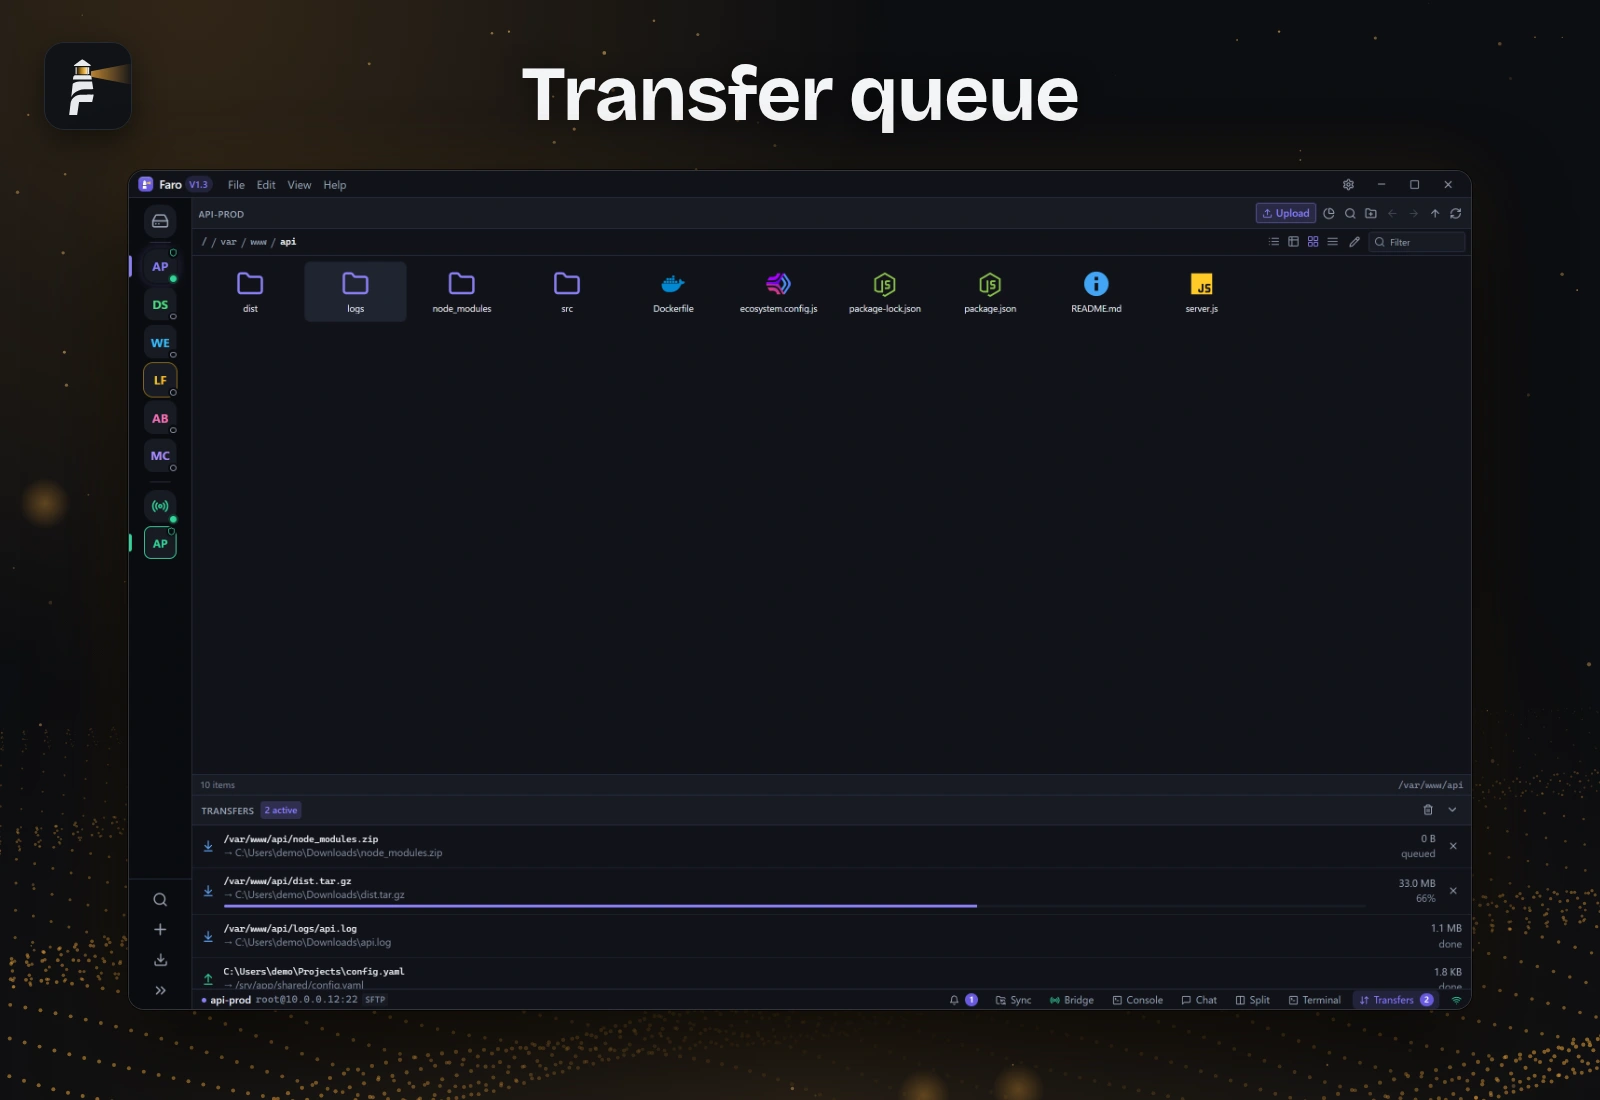 Transfer queue
Faro V1.3 File Edit View Help
API-PROD Upload
/ / var / www / api Filter
AP
DS
WE
LF
AB
MC
AP
dist logs node_modules src Dockerfile ecosystem.config.js package-lock.json package.json README.md server.js
10 items /var/www/api
TRANSFERS 2 active
/var/www/api/node_modules.zip 0 B
→ C:\Users\demo\Downloads\node_modules.zip queued
/var/www/api/dist.tar.gz 33.0 MB
→ C:\Users\demo\Downloads\dist.tar.gz 66%
/var/www/api/logs/api.log 1.1 MB
→ C:\Users\demo\Downloads\api.log done
C:\Users\demo\Projects\config.yaml 1.8 KB
→ /srv/app/shared/config.yaml done
api-prod root@10.0.0.12:22 SFTP 1 Sync Bridge Console Chat Split Terminal Transfers 2